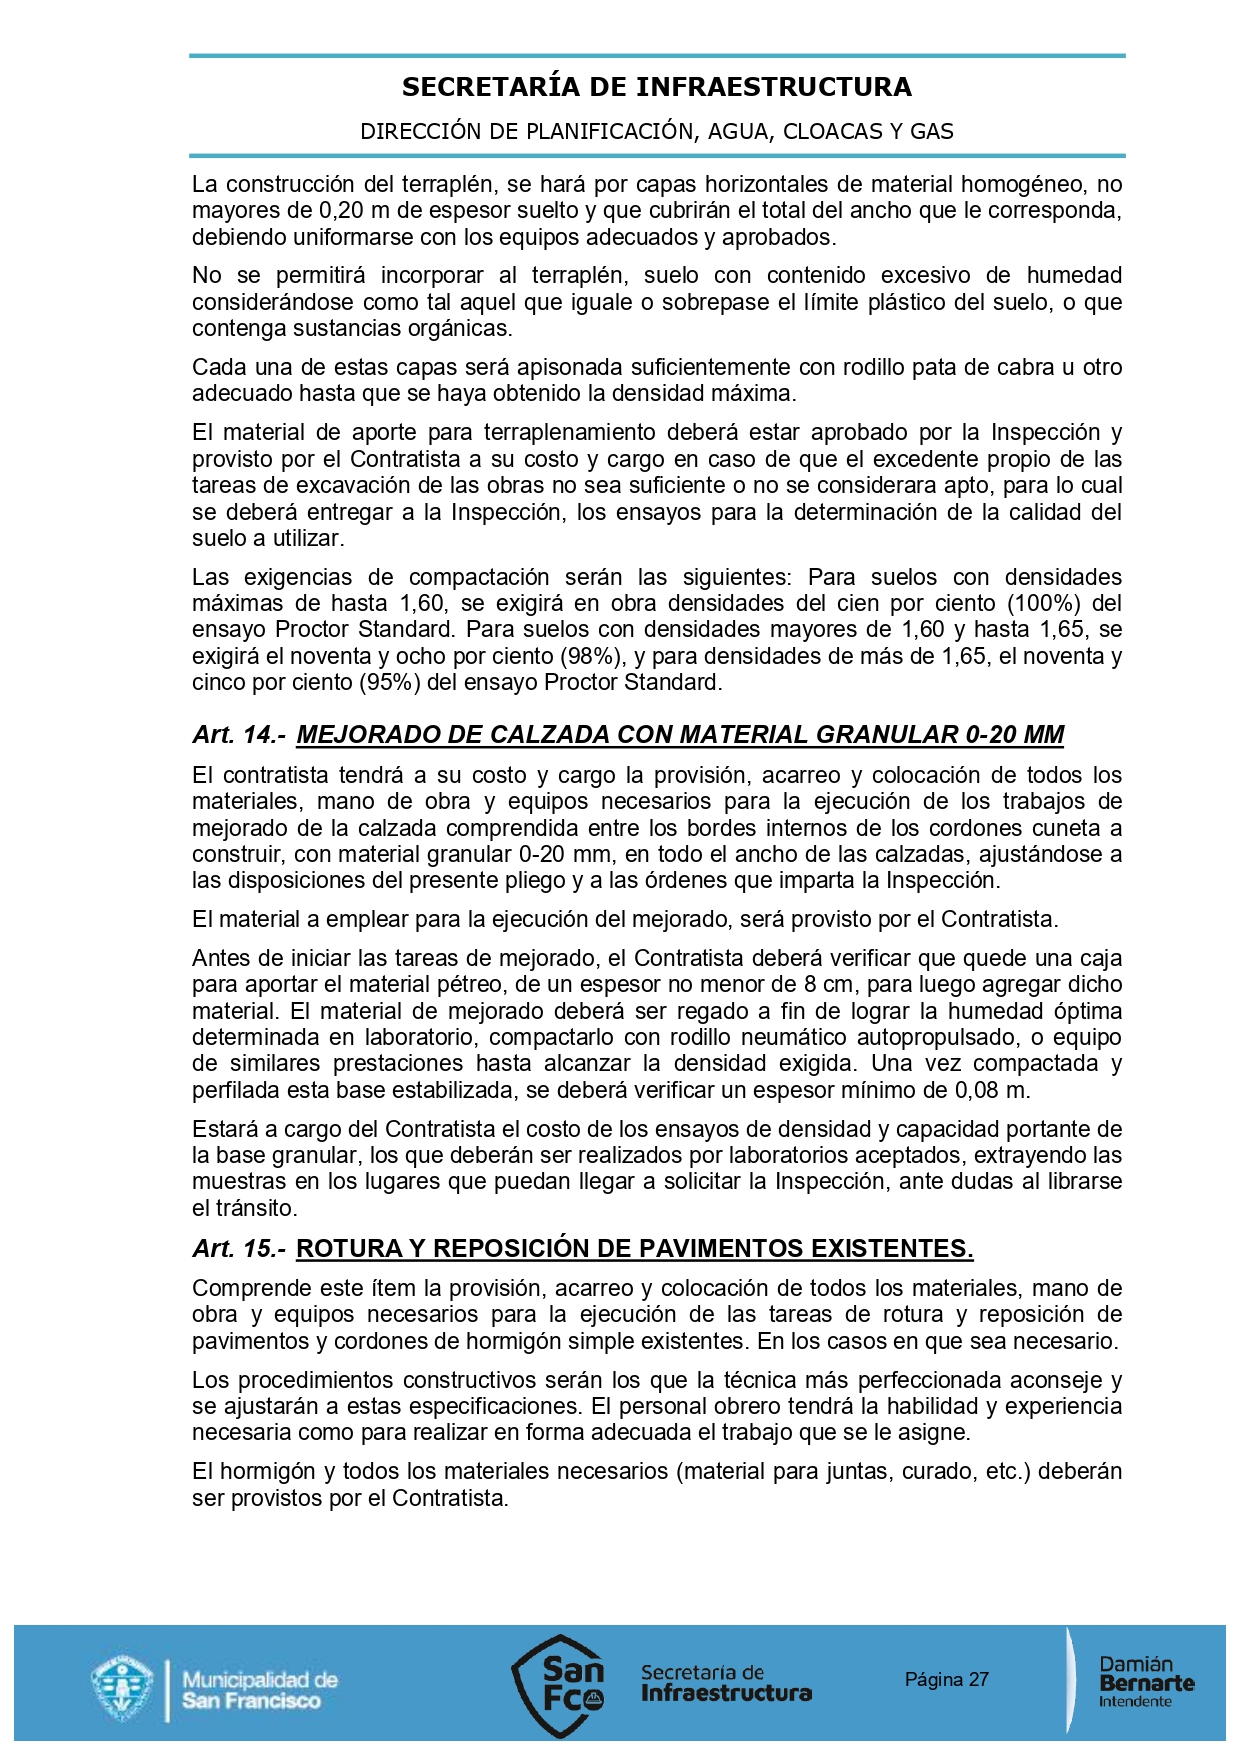 SECRETARÍA DE INFRAESTRUCTURA
DIRECCIÓN DE PLANIFICACIÓN, AGUA, CLOACAS Y GAS
La construcción del terraplén, se hará por capas horizontales de material homogéneo, no
mayores de 0,20 m de espesor suelto y que cubrirán el total del ancho que le corresponda,
debiendo uniformarse con los equipos adecuados y aprobados.
No se permitirá incorporar al terraplén, suelo con contenido excesivo de humedad
considerándose como tal aquel que iguale o sobrepase el límite plástico del suelo, o que
contenga sustancias orgánicas.
Cada una de estas capas será apisonada suficientemente con rodillo pata de cabra u otro
adecuado hasta que se haya obtenido la densidad máxima.
El material de aporte para terraplenamiento deberá estar aprobado por la Inspección y
provisto por el Contratista a su costo y cargo en caso de que el excedente propio de las
tareas de excavación de las obras no sea suficiente o no se considerara apto, para lo cual
se deberá entregar a la Inspección, los ensayos para la determinación de la calidad del
suelo a utilizar.
Las exigencias de compactación serán las siguientes: Para suelos con densidades
máximas de hasta 1,60, se exigirá en obra densidades del cien por ciento (100%) del
ensayo Proctor Standard. Para suelos con densidades mayores de 1,60 y hasta 1,65, se
exigirá el noventa y ocho por ciento (98%), y para densidades de más de 1,65, el noventa y
cinco por ciento (95%) del ensayo Proctor Standard.
Art. 14.- MEJORADO DE CALZADA CON MATERIAL GRANULAR 0-20 MM
El contratista tendrá a su costo y cargo la provisión, acarreo y colocación de todos los
materiales, mano de obra y equipos necesarios para la ejecución de los trabajos de
mejorado de la calzada comprendida entre los bordes internos de los cordones cuneta a
construir, con material granular 0-20 mm, en todo el ancho de las calzadas, ajustándose a
las disposiciones del presente pliego y a las órdenes que imparta la Inspección.
El material a emplear para la ejecución del mejorado, será provisto por el Contratista.
Antes de iniciar las tareas de mejorado, el Contratista deberá verificar que quede una caja
para aportar el material pétreo, de un espesor no menor de 8 cm, para luego agregar dicho
material. El material de mejorado deberá ser regado a fin de lograr la humedad óptima
determinada en laboratorio, compactarlo con rodillo neumático autopropulsado, o equipo
de similares prestaciones hasta alcanzar la densidad exigida. Una vez compactada y
perfilada esta base estabilizada, se deberá verificar un espesor mínimo de 0,08 m.
Estará a cargo del Contratista el costo de los ensayos de densidad y capacidad portante de
la base granular, los que deberán ser realizados por laboratorios aceptados, extrayendo las
muestras en los lugares que puedan llegar a solicitar la Inspección, ante dudas al librarse
el tránsito.
Art. 15.- ROTURA Y REPOSICIÓN DE PAVIMENTOS EXISTENTES.
Comprende este ítem la provisión, acarreo y colocación de todos los materiales, mano de
obra y equipos necesarios para la ejecución de las tareas de rotura y reposición de
pavimentos y cordones de hormigón simple existentes. En los casos en que sea necesario.
Los procedimientos constructivos serán los que la técnica más perfeccionada aconseje y
se ajustarán a estas especificaciones. El personal obrero tendrá la habilidad y experiencia
necesaria como para realizar en forma adecuada el trabajo que se le asigne.
El hormigón y todos los materiales necesarios (material para juntas, curado, etc.) deberán
ser provistos por el Contratista.
Municipalidad de
San Francisco
San
Fco
Secretaría de
Infraestructura
Página 27
Damián
Bernarte
Intendente